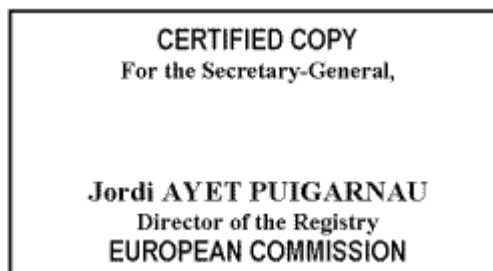 CERTIFIED COPY
For the Secretary-General,
Jordi AYET PUIGARNAU
Director of the Registry
EUROPEAN COMMISSION